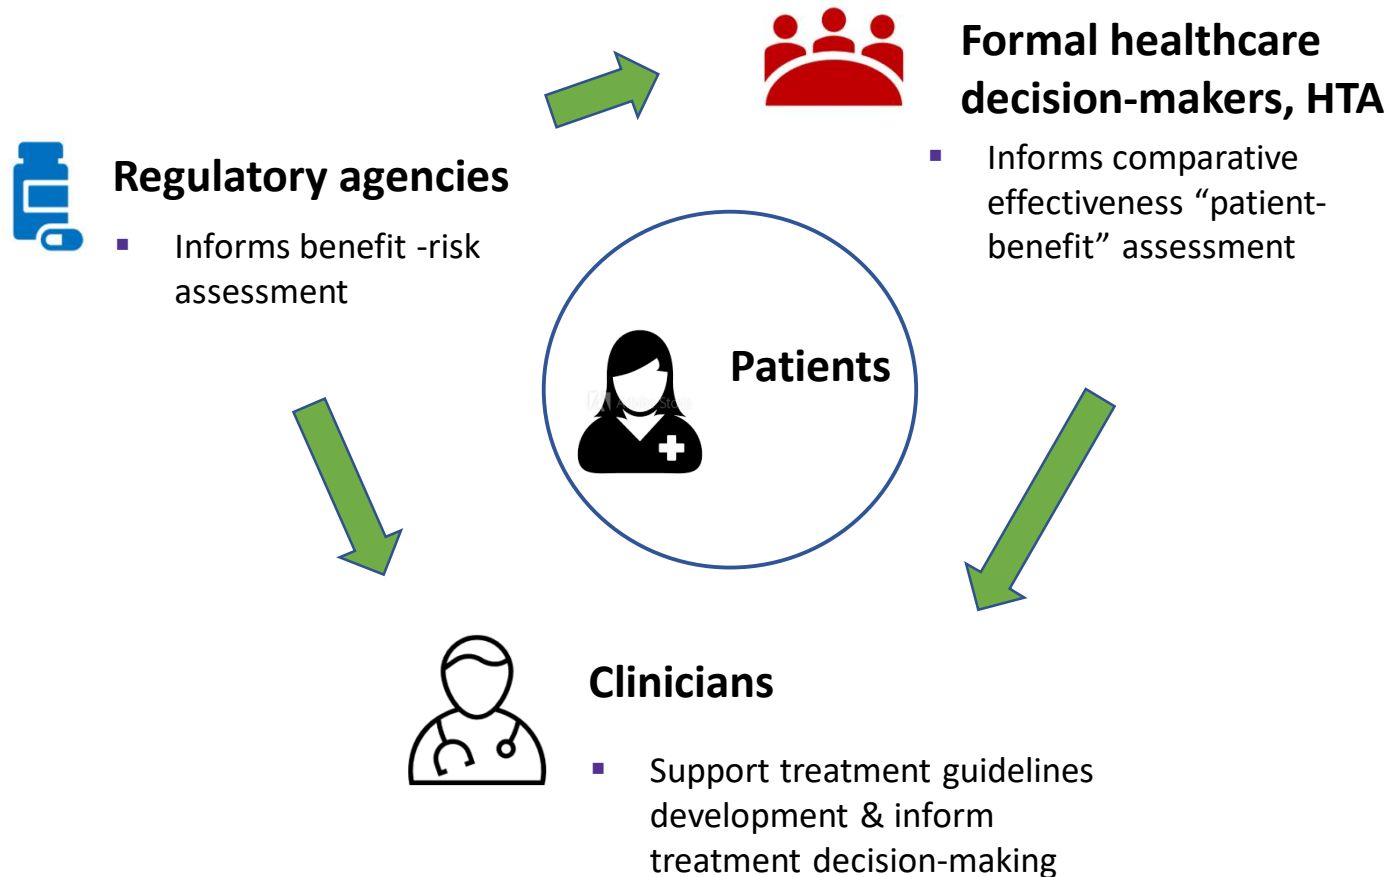 Formal healthcare
decision-makers, HTA
▪ Informs comparative
effectiveness “patient-
benefit” assessment
Regulatory agencies
▪ Informs benefit -risk
assessment
Patients
Clinicians
▪ Support treatment guidelines
development & inform
treatment decision-making